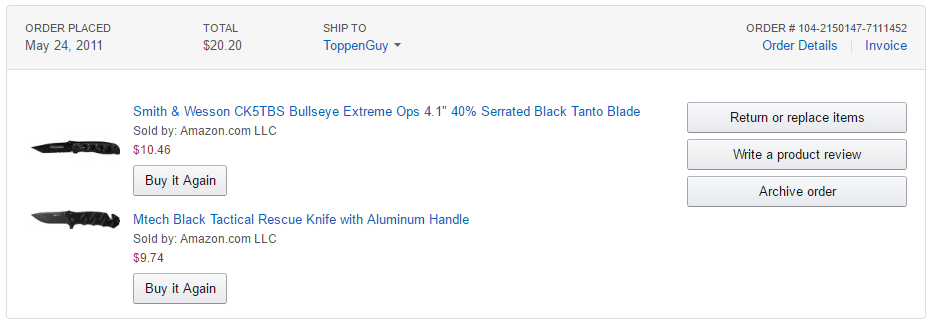 ORDER PLACED
May 24, 2011
TOTAL
$20.20
SHIP TO
ToppenGuy
ORDER # 104-2150147-7111452
Order Details
Invoice
Smith & Wesson CK5TBS Bullseye Extreme Ops 4.1" 40% Serrated Black Tanto Blade
Sold by: Amazon.com LLC
$10.46
Buy it Again
Mtech Black Tactical Rescue Knife with Aluminum Handle
Sold by: Amazon.com LLC
$9.74
Buy it Again
Return or replace items
Write a product review
Archive order